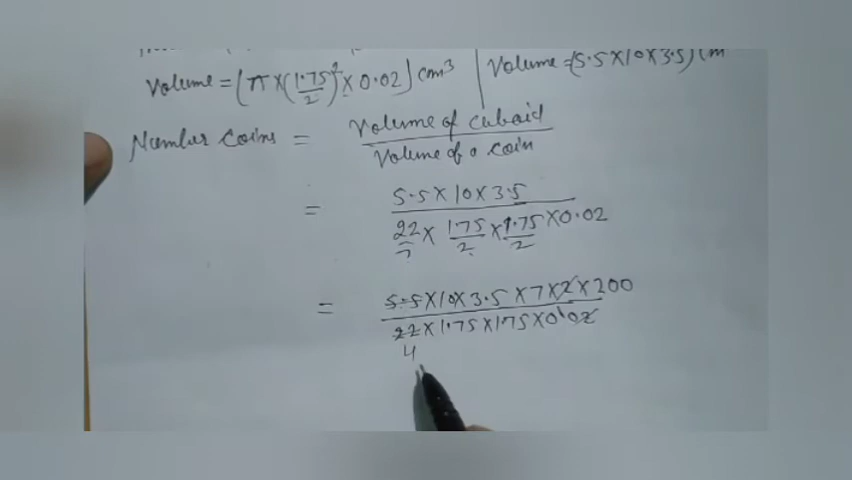 Volume = (π × (1.75/2)² × 0.02) cm³ | Volume = (5.5×10×3.5) cm
Number Coins = Volume of Cuboid / Volume of a coin
= 5.5×10×3.5 / 22/7 × 1.75/2 × 1.75/2 × 0.02
= 5.5×10×3.5×7×2×200 / 22×1.75×1.75×0.02
4